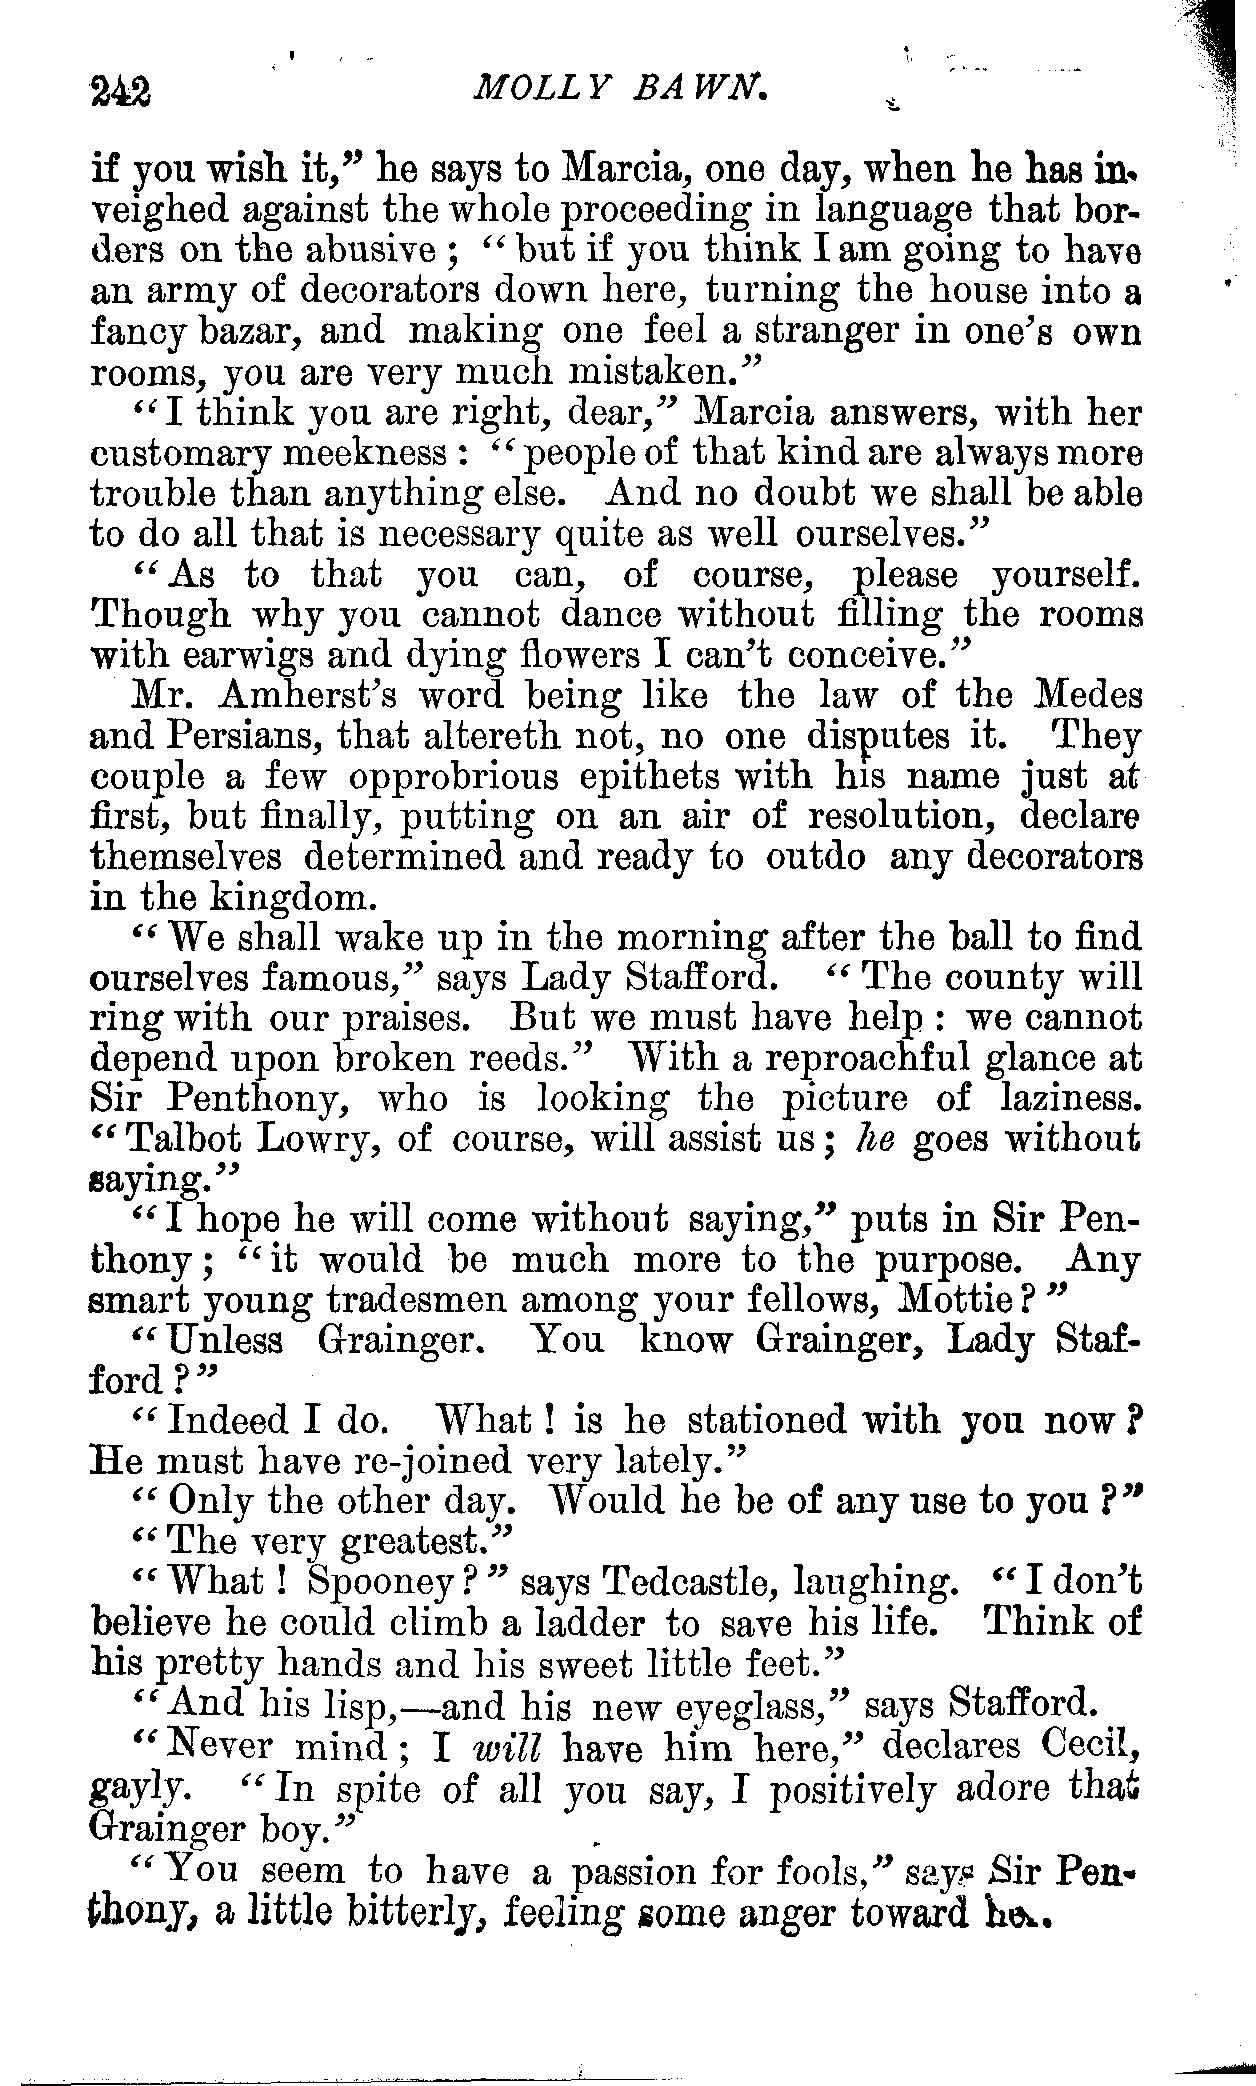 242 MOLLY BAWN.
if you wish it,” he says to Marcia, one day, when he has in-
veighed against the whole proceeding in language that bor-
ders on the abusive ; “ but if you think I am going to have
an army of decorators down here, turning the house into a
fancy bazar, and making one feel a stranger in one’s own
rooms, you are very much mistaken.”
“ I think you are right, dear,” Marcia answers, with her
customary meekness : “ people of that kind are always more
trouble than anything else. And no doubt we shall be able
to do all that is necessary quite as well ourselves.”
“ As to that you can, of course, please yourself.
Though why you cannot dance without filling the rooms
with earwigs and dying flowers I can’t conceive.”
Mr. Amherst’s word being like the law of the Medes
and Persians, that altereth not, no one disputes it. They
couple a few opprobrious epithets with his name just at
first, but finally, putting on an air of resolution, declare
themselves determined and ready to outdo any decorators
in the kingdom.
“ We shall wake up in the morning after the ball to find
ourselves famous,” says Lady Stafford. “ The county will
ring with our praises. But we must have help : we cannot
depend upon broken reeds.” With a reproachful glance at
Sir Penthony, who is looking the picture of laziness.
“ Talbot Lowry, of course, will assist us ; he goes without
saying.”
“ I hope he will come without saying,” puts in Sir Pen-
thony ; “ it would be much more to the purpose. Any
smart young tradesmen among your fellows, Mottie ? ”
“ Unless Grainger. You know Grainger, Lady Staf-
ford ?”
“ Indeed I do. What ! is he stationed with you now ?
He must have re-joined very lately.”
“ Only the other day. Would he be of any use to you ?”
“ The very greatest.”
“ What ! Spooney ? ” says Tedcastle, laughing. “ I don’t
believe he could climb a ladder to save his life. Think of
his pretty hands and his sweet little feet.”
“ And his lisp,—and his new eyeglass,” says Stafford.
“ Never mind ; I will have him here,” declares Cecil,
gayly. “ In spite of all you say, I positively adore that
Grainger boy.”
“ You seem to have a passion for fools,” says Sir Pen-
thony, a little bitterly, feeling some anger toward her.